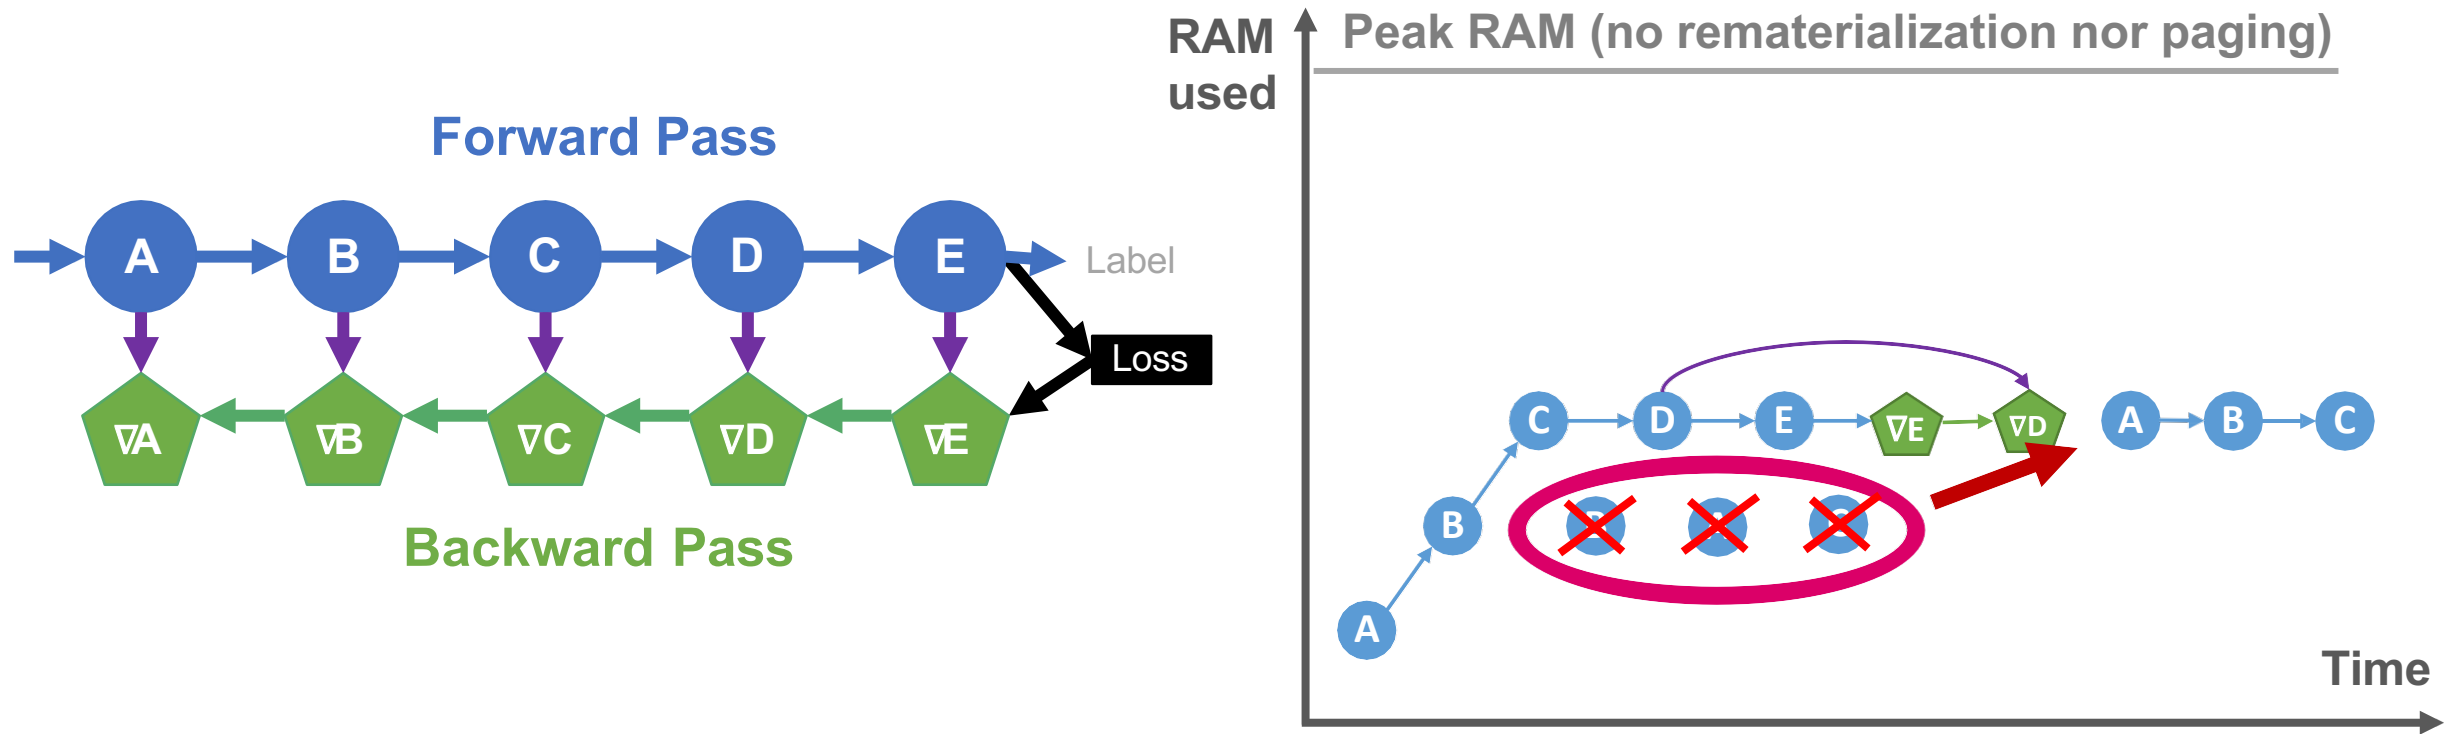 Forward Pass
A B C D E Label
Loss
∇A ∇B ∇C ∇D ∇E
Backward Pass
RAM
used
Peak RAM (no rematerialization nor paging)
C D E ∇E ∇D A B C
B
A
Time